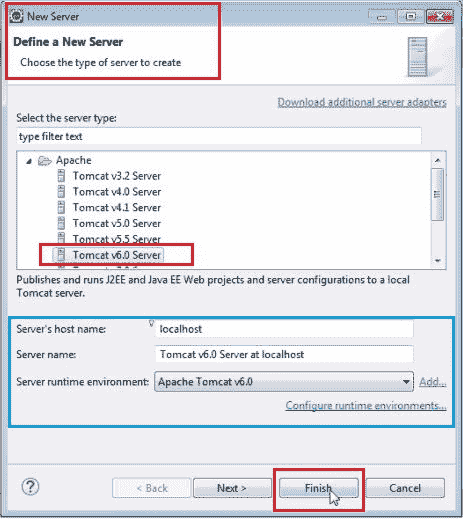 New Server
Define a New Server
Choose the type of server to create
Download additional server adapters
Select the server type:
type filter text
Apache
Tomcat v3.2 Server
Tomcat v4.0 Server
Tomcat v4.1 Server
Tomcat v5.0 Server
Tomcat v5.5 Server
Tomcat v6.0 Server
Publishes and runs J2EE and Java EE Web projects and server configurations to a local
Tomcat server.
Server's host name: localhost
Server name: Tomcat v6.0 Server at localhost
Server runtime environment: Apache Tomcat v6.0 Add...
Configure runtime environments...
? < Back Next > Finish Cancel